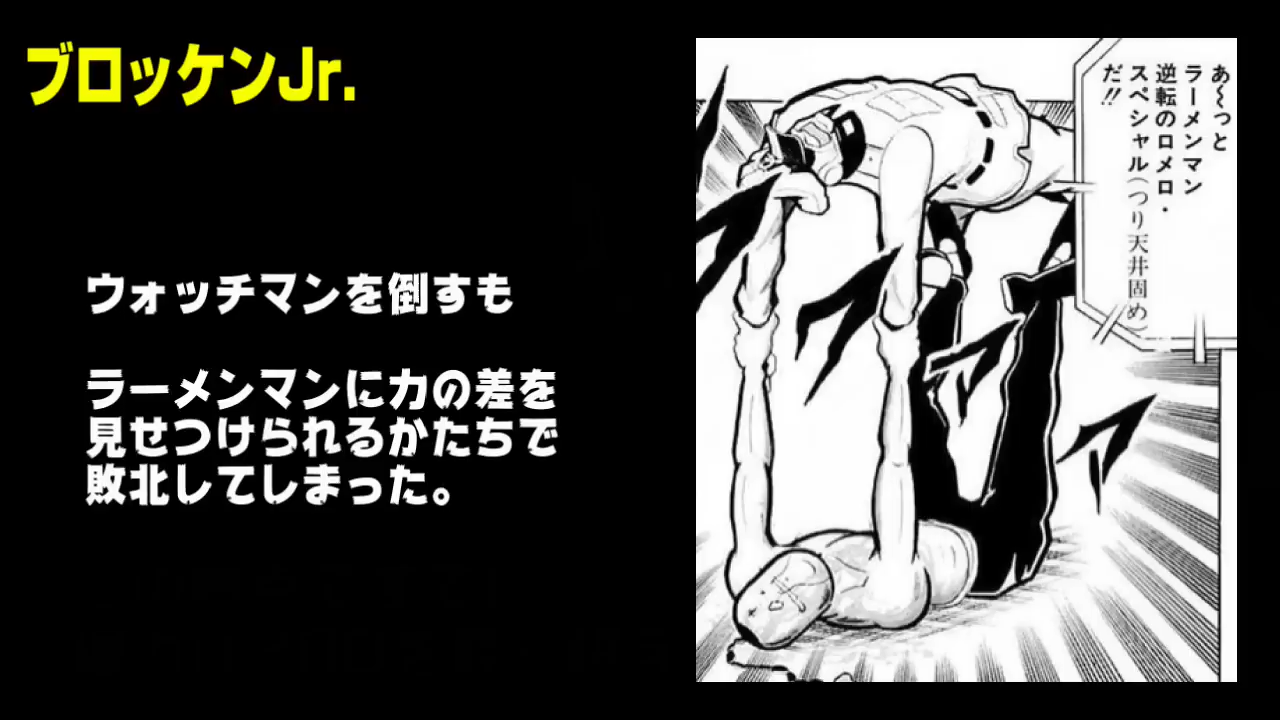 ブロッケンJr.
ウォッチマンを倒すも
ラーメンマンに力の差を
見せつけられるかたちで
敗北してしまった。
あ〜っと
ラーメンマン
逆転のロメロ・
スペシャル(つり天井固め)
だ!!